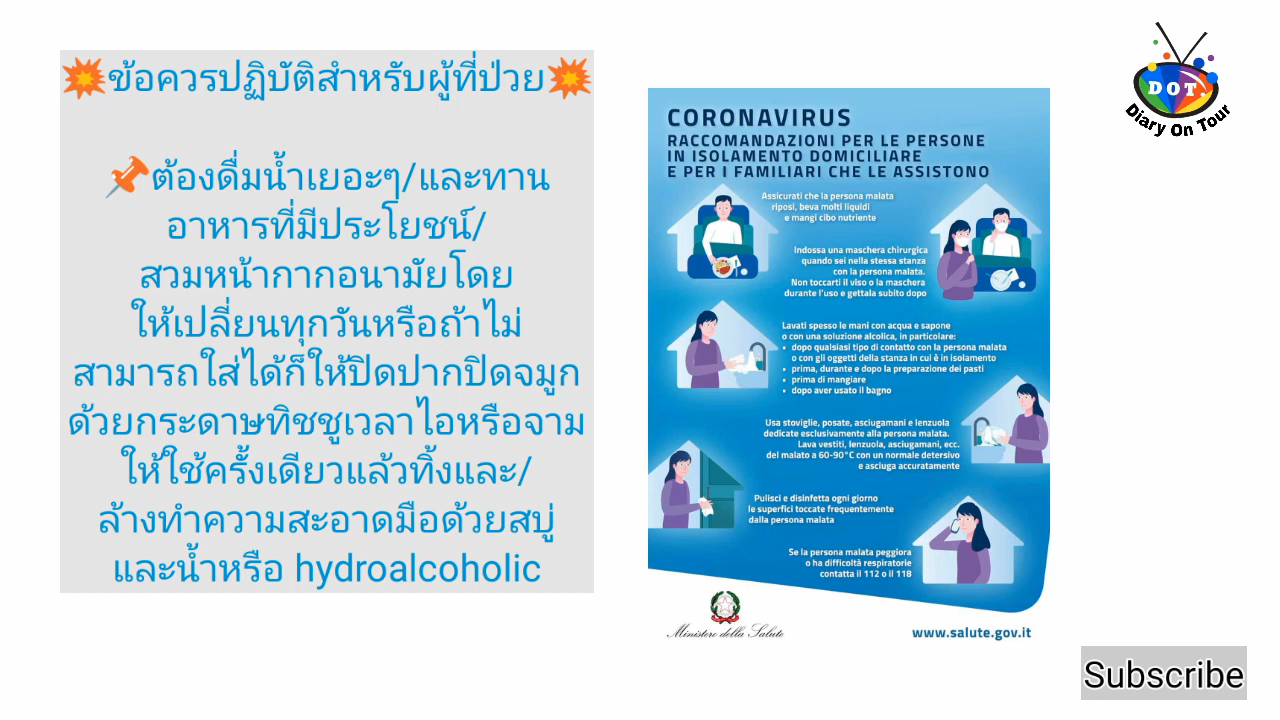 💥ข้อควรปฏิบัติสำหรับผู้ที่ป่วย💥
📌ต้องดื่มน้ำเยอะๆ/และทาน
อาหารที่มีประโยชน์/
สวมหน้ากากอนามัยโดย
ให้เปลี่ยนทุกวันหรือถ้าไม่
สามารถใส่ได้ก็ให้ปิดปากปิดจมูก
ด้วยกระดาษทิชชูเวลาไอหรือจาม
ให้ใช้ครั้งเดียวแล้วทิ้งและ/
ล้างทำความสะอาดมือด้วยสบู่
และน้ำหรือ hydroalcoholic
CORONAVIRUS
RACCOMANDAZIONI PER LE PERSONE
IN ISOLAMENTO DOMICILIARE
E PER I FAMILIARI CHE LE ASSISTONO
Assicurati che la persona malata
riposi, beva molti liquidi
e mangi cibo nutriente
Indossa una maschera chirurgica
quando sei nella stessa stanza
con la persona malata.
Non toccarti il viso o la maschera
durante l'uso e gettala subito dopo
Lavati spesso le mani con acqua e sapone
o con una soluzione alcolica, in particolare:
• dopo qualsiasi tipo di contatto con la persona malata
o con gli oggetti della stanza in cui è in isolamento
• prima, durante e dopo la preparazione dei pasti
• prima di mangiare
• dopo aver usato il bagno
Usa stoviglie, posate, asciugamani e lenzuola
dedicate esclusivamente alla persona malata.
Lava vestiti, lenzuola, asciugamani, ecc.
del malato a 60-90°C con un normale detersivo
e asciuga accuratamente
Pulisci e disinfetta ogni giorno
le superfici toccate frequentemente
dalla persona malata
Se la persona malata peggiora
o ha difficoltà respiratorie
contatta il 112 o il 118
Ministero della Salute
www.salute.gov.it
DOT.
Diary On Tour
Subscribe